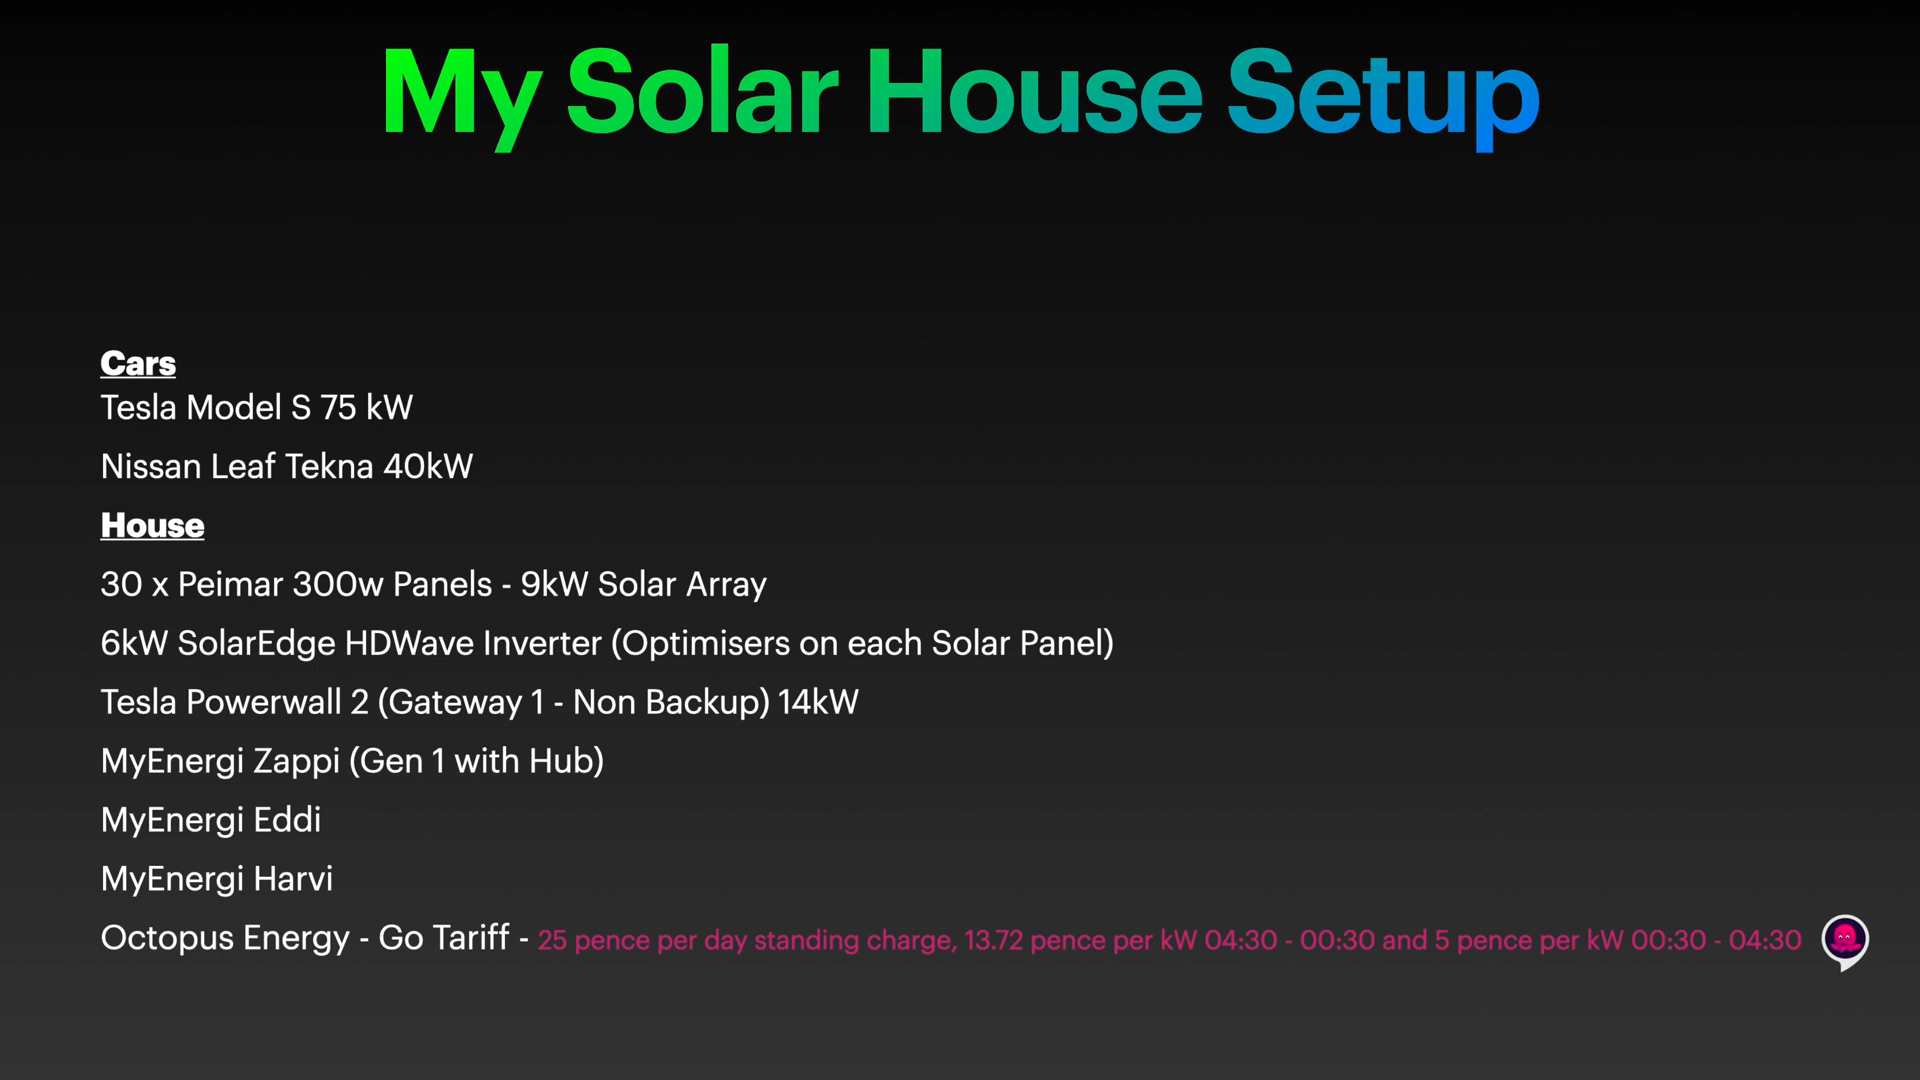 My Solar House Setup
Cars
Tesla Model S 75 kW
Nissan Leaf Tekna 40kW
House
30 x Peimar 300w Panels - 9kW Solar Array
6kW SolarEdge HDWave Inverter (Optimisers on each Solar Panel)
Tesla Powerwall 2 (Gateway 1 - Non Backup) 14kW
MyEnergi Zappi (Gen 1 with Hub)
MyEnergi Eddi
MyEnergi Harvi
Octopus Energy - Go Tariff - 25 pence per day standing charge, 13.72 pence per kW 04:30 - 00:30 and 5 pence per kW 00:30 - 04:30